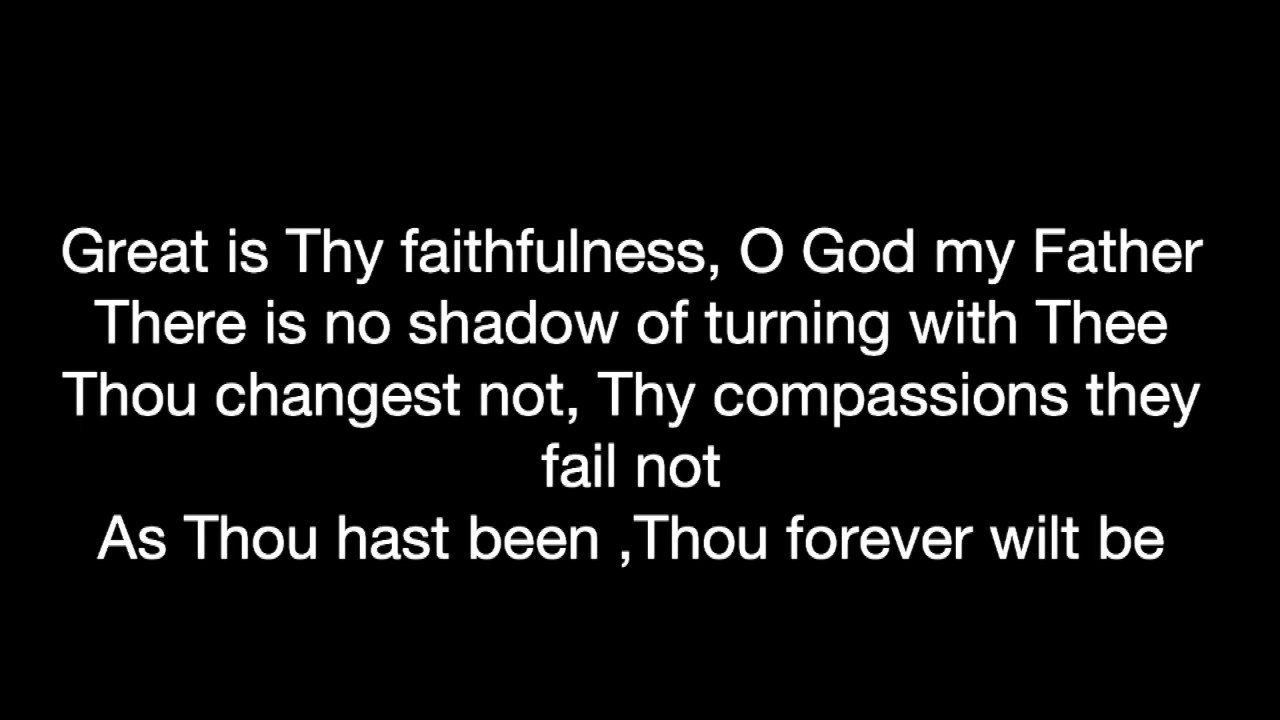 Great is Thy faithfulness, O God my Father
There is no shadow of turning with Thee
Thou changest not, Thy compassions they
fail not
As Thou hast been ,Thou forever wilt be